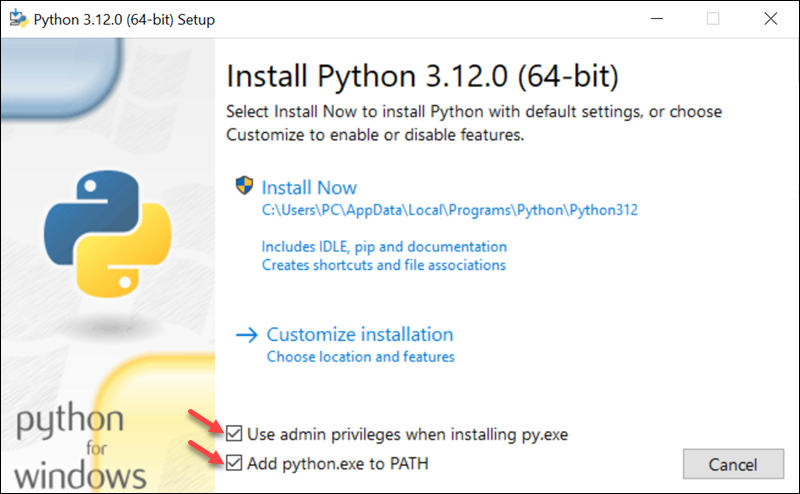 Python 3.12.0 (64-bit) Setup
Install Python 3.12.0 (64-bit)
Select Install Now to install Python with default settings, or choose
Customize to enable or disable features.
Install Now
C:\Users\PC\AppData\Local\Programs\Python\Python312
Includes IDLE, pip and documentation
Creates shortcuts and file associations
Customize installation
Choose location and features
python
for
windows
Use admin privileges when installing py.exe
Add python.exe to PATH
Cancel